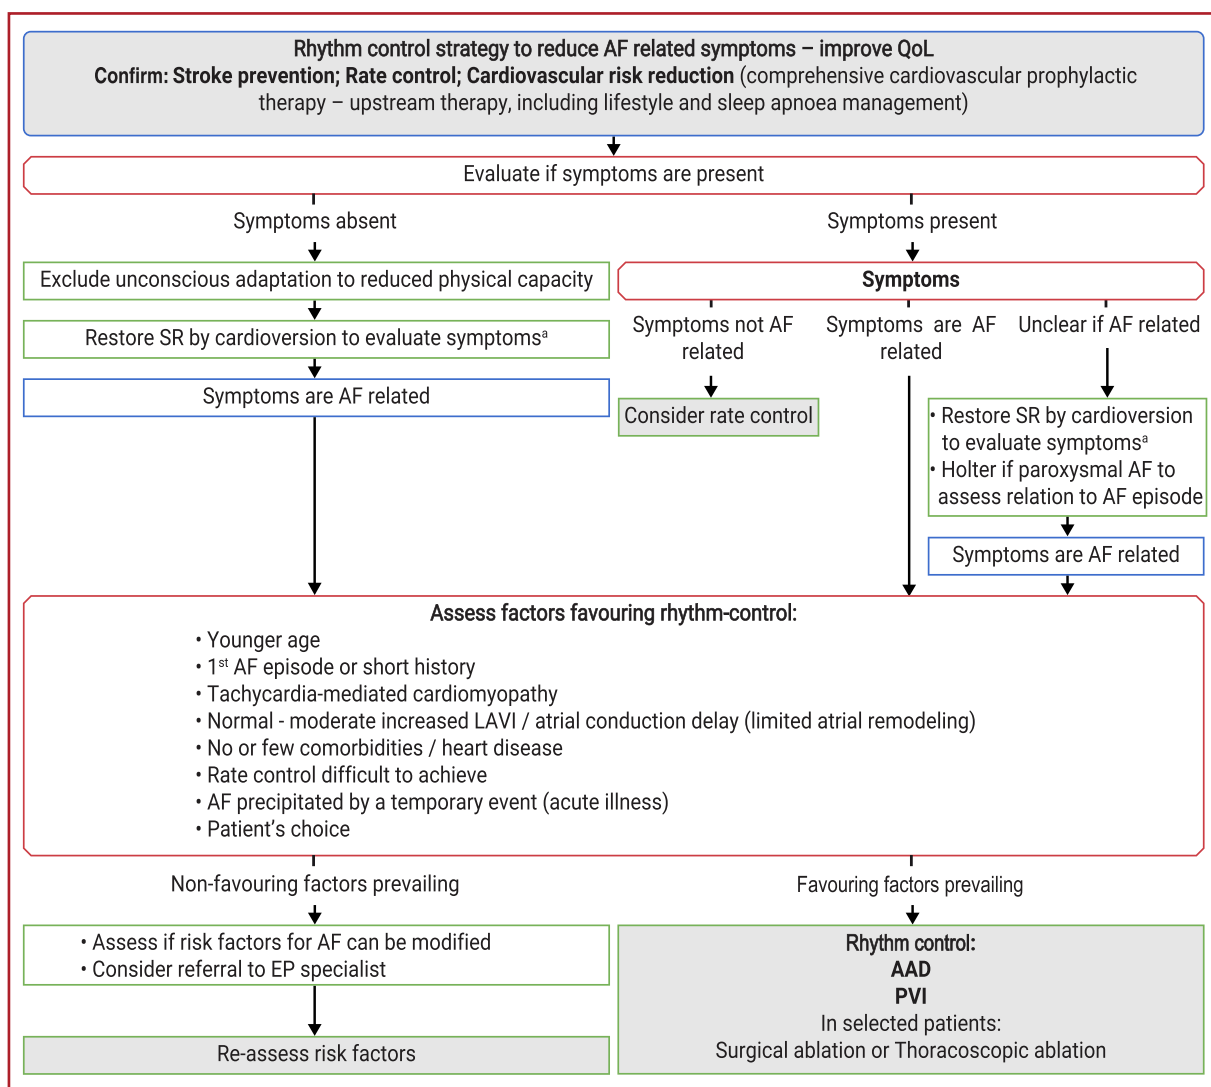 Rhythm control strategy to reduce AF related symptoms – improve QoL
Confirm: Stroke prevention; Rate control; Cardiovascular risk reduction (comprehensive cardiovascular prophylactic
therapy – upstream therapy, including lifestyle and sleep apnoea management)
Evaluate if symptoms are present
Symptoms absent
Symptoms present
Exclude unconscious adaptation to reduced physical capacity
Restore SR by cardioversion to evaluate symptomsᵃ
Symptoms are AF related
Symptoms
Symptoms not AF
related
Symptoms are AF
related
Unclear if AF related
Consider rate control
• Restore SR by cardioversion
to evaluate symptomsᵃ
• Holter if paroxysmal AF to
assess relation to AF episode
Symptoms are AF related
Assess factors favouring rhythm-control:
• Younger age
• 1ˢᵗ AF episode or short history
• Tachycardia-mediated cardiomyopathy
• Normal - moderate increased LAVI / atrial conduction delay (limited atrial remodeling)
• No or few comorbidities / heart disease
• Rate control difficult to achieve
• AF precipitated by a temporary event (acute illness)
• Patient’s choice
Non-favouring factors prevailing
Favouring factors prevailing
• Assess if risk factors for AF can be modified
• Consider referral to EP specialist
Re-assess risk factors
Rhythm control:
AAD
PVI
In selected patients:
Surgical ablation or Thoracoscopic ablation